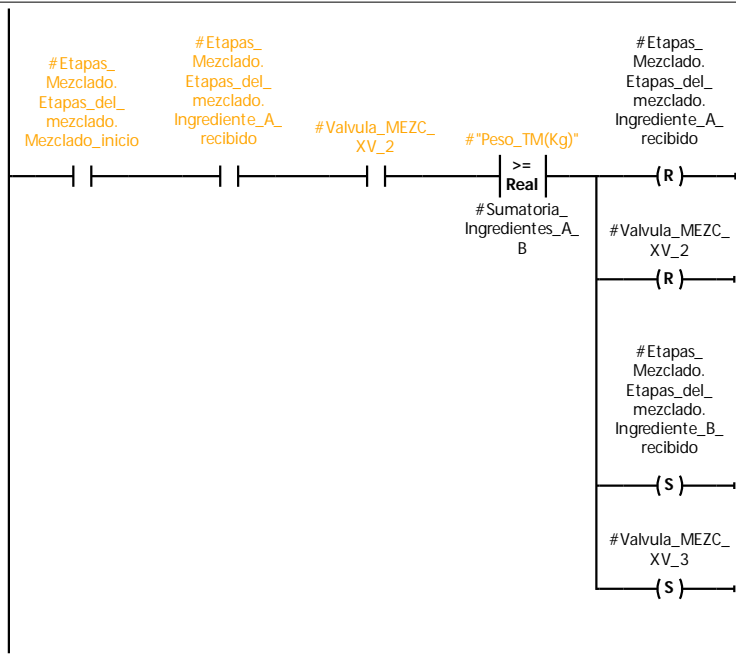 #Etapas_
Mezclado.
Etapas_del_
mezclado.
Mezclado_inicio
#Etapas_
Mezclado.
Etapas_del_
mezclado.
Ingrediente_A_
recibido
#Valvula_MEZC_
XV_2
#"Peso_TM(Kg)"
>=
Real
#Sumatoria_
Ingredientes_A_
B
#Etapas_
Mezclado.
Etapas_del_
mezclado.
Ingrediente_A_
recibido
R
#Valvula_MEZC_
XV_2
R
#Etapas_
Mezclado.
Etapas_del_
mezclado.
Ingrediente_B_
recibido
S
#Valvula_MEZC_
XV_3
S